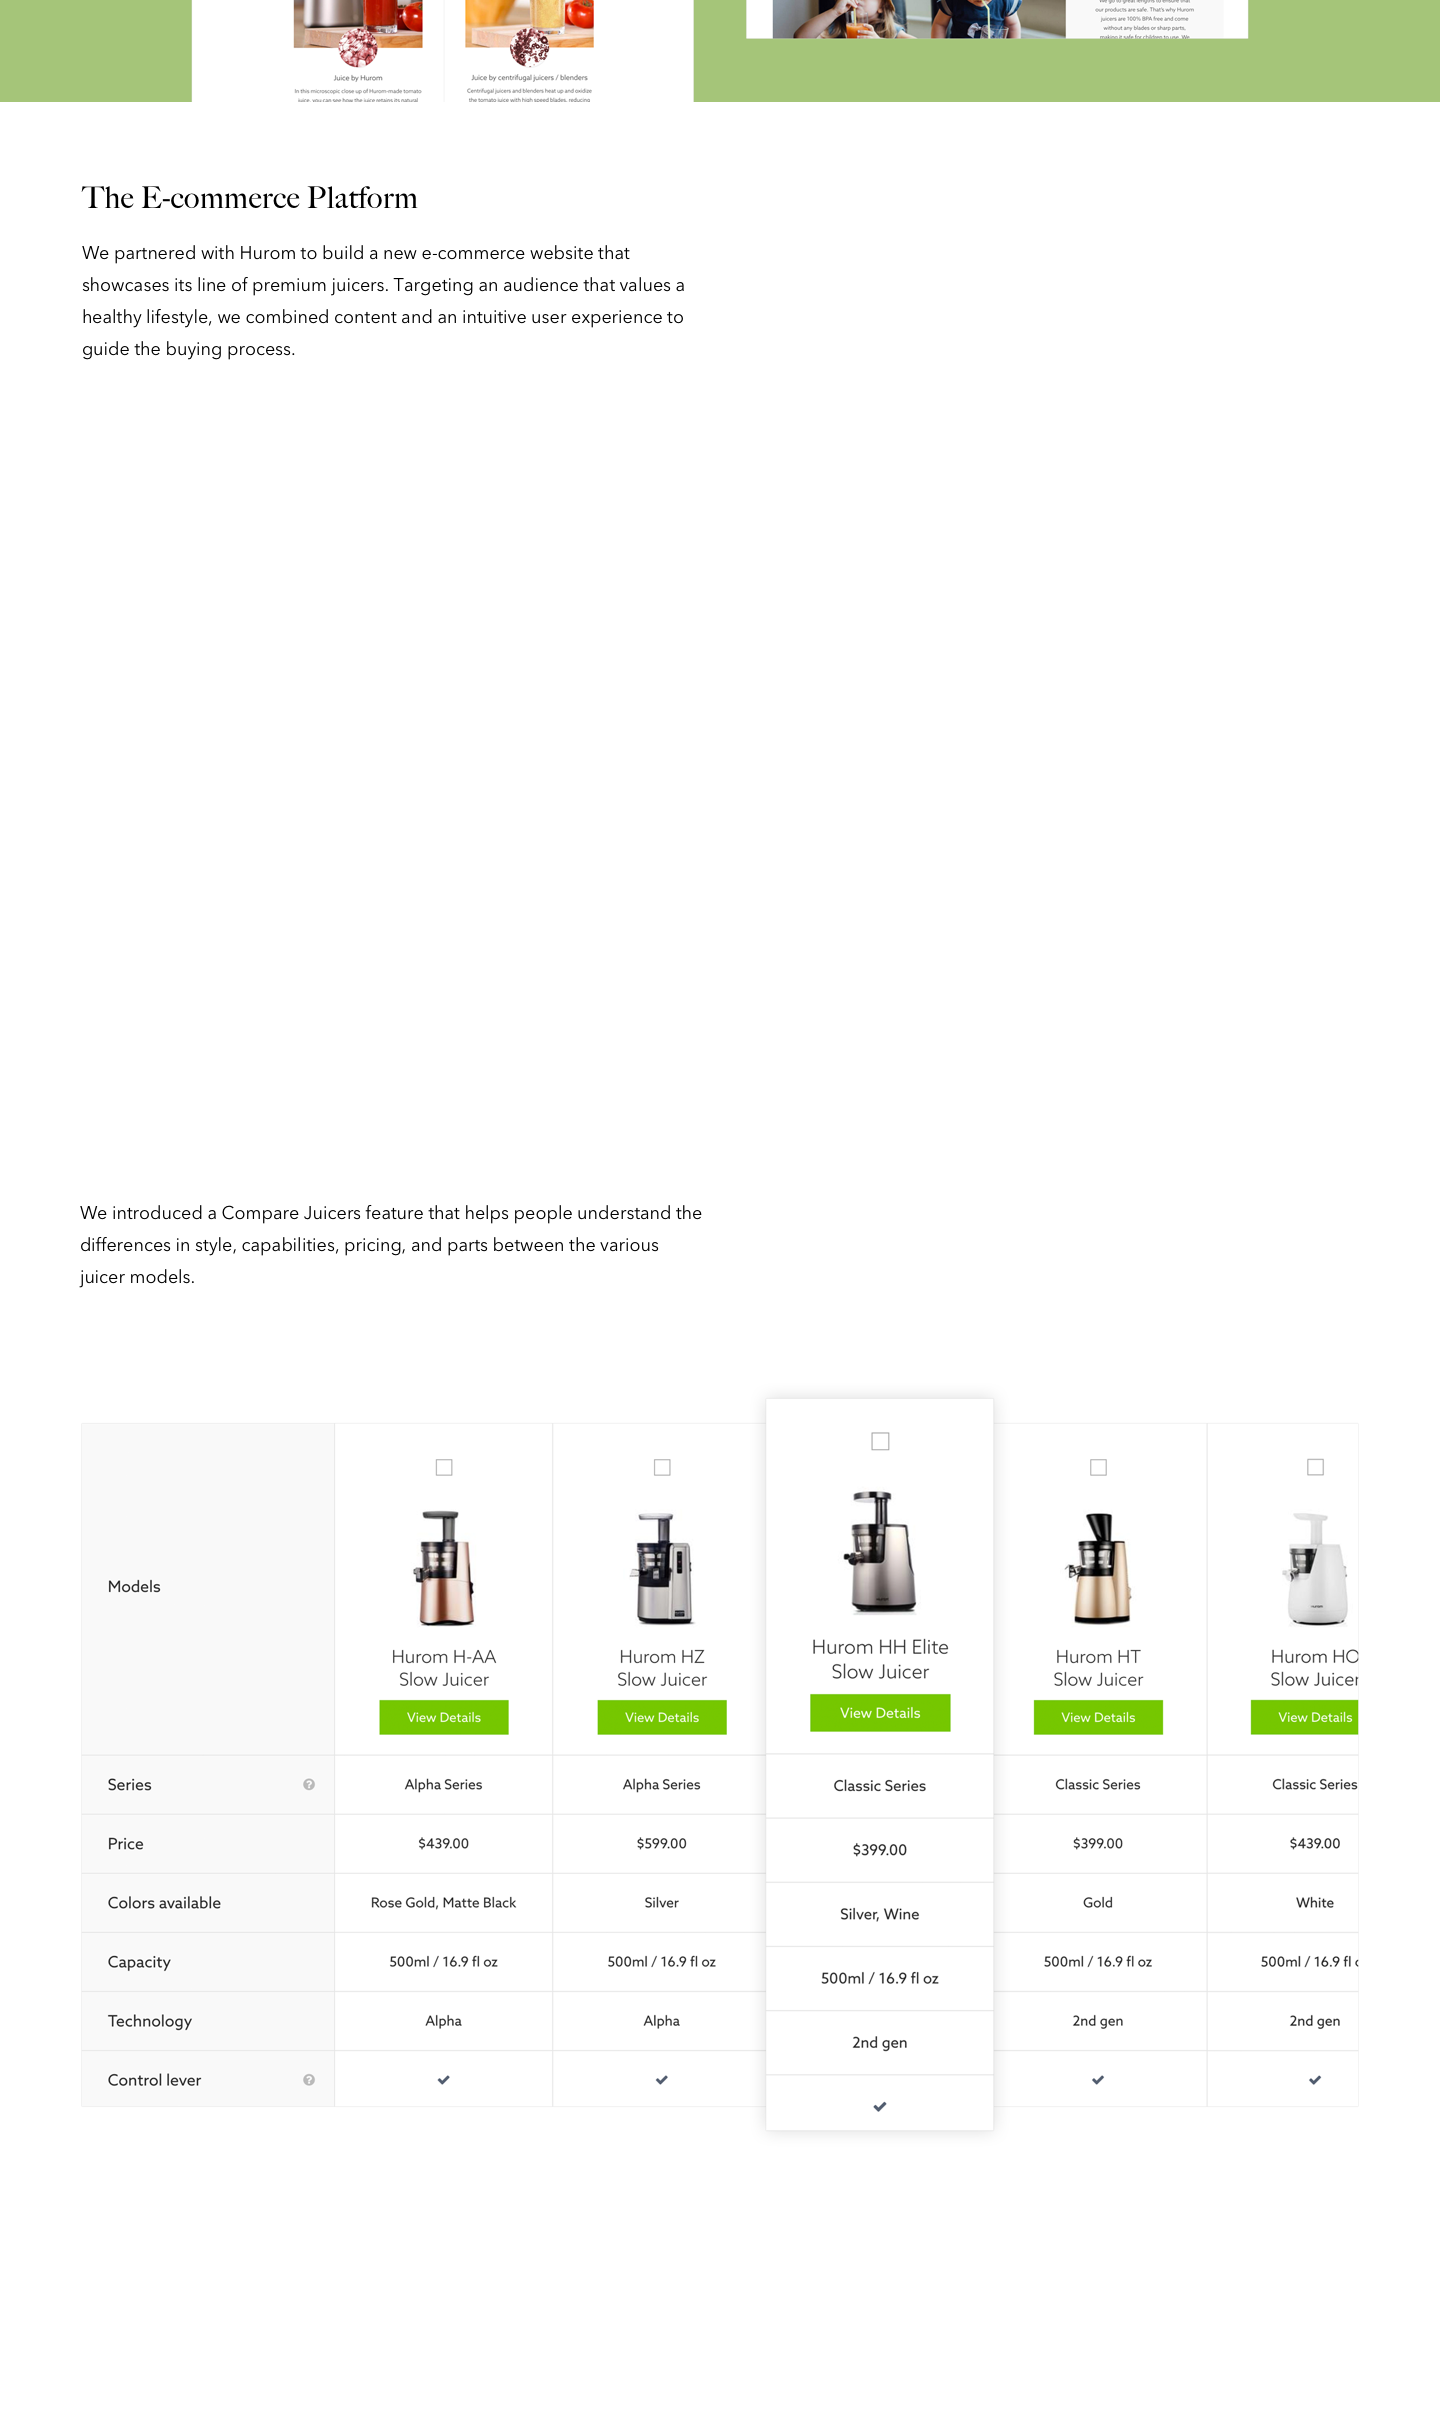 We go to great lengths to ensure that
our products are safe. That's why Hurom
juicers are 100% BPA free and come
without any blades or sharp parts,
making it safe for children to use. We
Juice by Hurom
In this microscopic close up of Hurom-made tomato
juice, you can see how the juice retains its natural
Juice by centrifugal juicers / blenders
Centrifugal juicers and blenders heat up and oxidize
the tomato juice with high speed blades, reducing
The E-commerce Platform
We partnered with Hurom to build a new e-commerce website that
showcases its line of premium juicers. Targeting an audience that values a
healthy lifestyle, we combined content and an intuitive user experience to
guide the buying process.
We introduced a Compare Juicers feature that helps people understand the
differences in style, capabilities, pricing, and parts between the various
juicer models.
Models
Hurom H-AA
Slow Juicer
View Details
Hurom HZ
Slow Juicer
View Details
Hurom HH Elite
Slow Juicer
View Details
Hurom HT
Slow Juicer
View Details
Hurom HO
Slow Juicer
View Details
Series ? Alpha Series Alpha Series Classic Series Classic Series Classic Series
Price $439.00 $599.00 $399.00 $399.00 $439.00
Colors available Rose Gold, Matte Black Silver Silver, Wine Gold White
Capacity 500ml / 16.9 fl oz 500ml / 16.9 fl oz 500ml / 16.9 fl oz 500ml / 16.9 fl oz 500ml / 16.9 fl
Technology Alpha Alpha 2nd gen 2nd gen 2nd gen
Control lever ? ✓ ✓ ✓ ✓ ✓